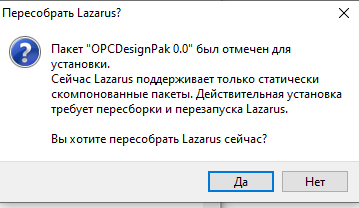 Пересобрать Lazarus?
Пакет "OPCDesignPak 0.0" был отмечен для
установки.
Сейчас Lazarus поддерживает только статически
скомпонованные пакеты. Действительная установка
требует пересборки и перезапуска Lazarus.
Вы хотите пересобрать Lazarus сейчас?
Да
Нет